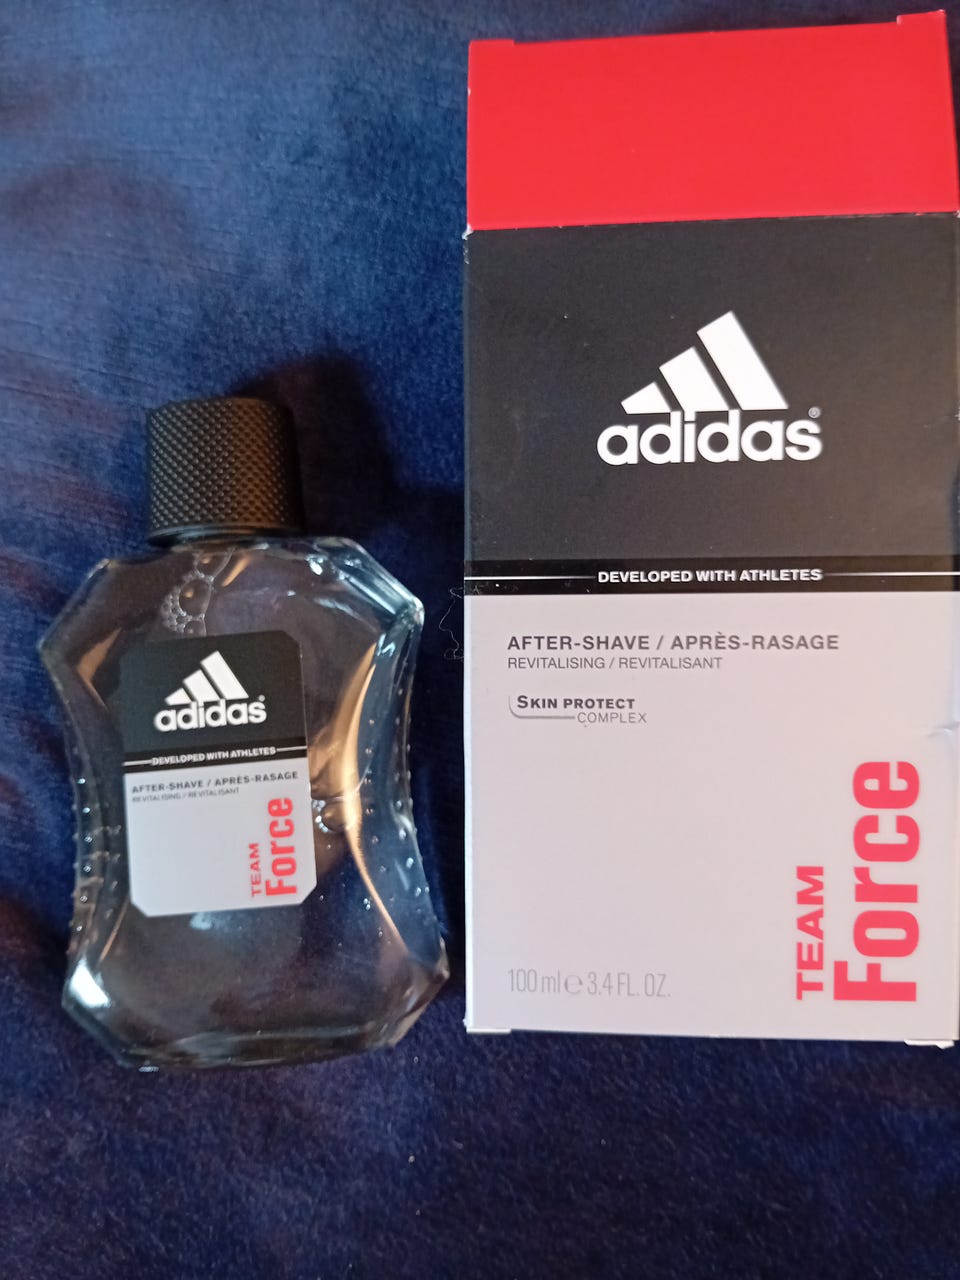 adidas®
DEVELOPED WITH ATHLETES
AFTER-SHAVE / APRÈS-RASAGE
REVITALISING / REVITALISANT
TEAM
Force
adidas®
DEVELOPED WITH ATHLETES
AFTER-SHAVE / APRÈS-RASAGE
REVITALISING / REVITALISANT
SKIN PROTECT
COMPLEX
TEAM
Force
100 ml e 3.4 FL. OZ.